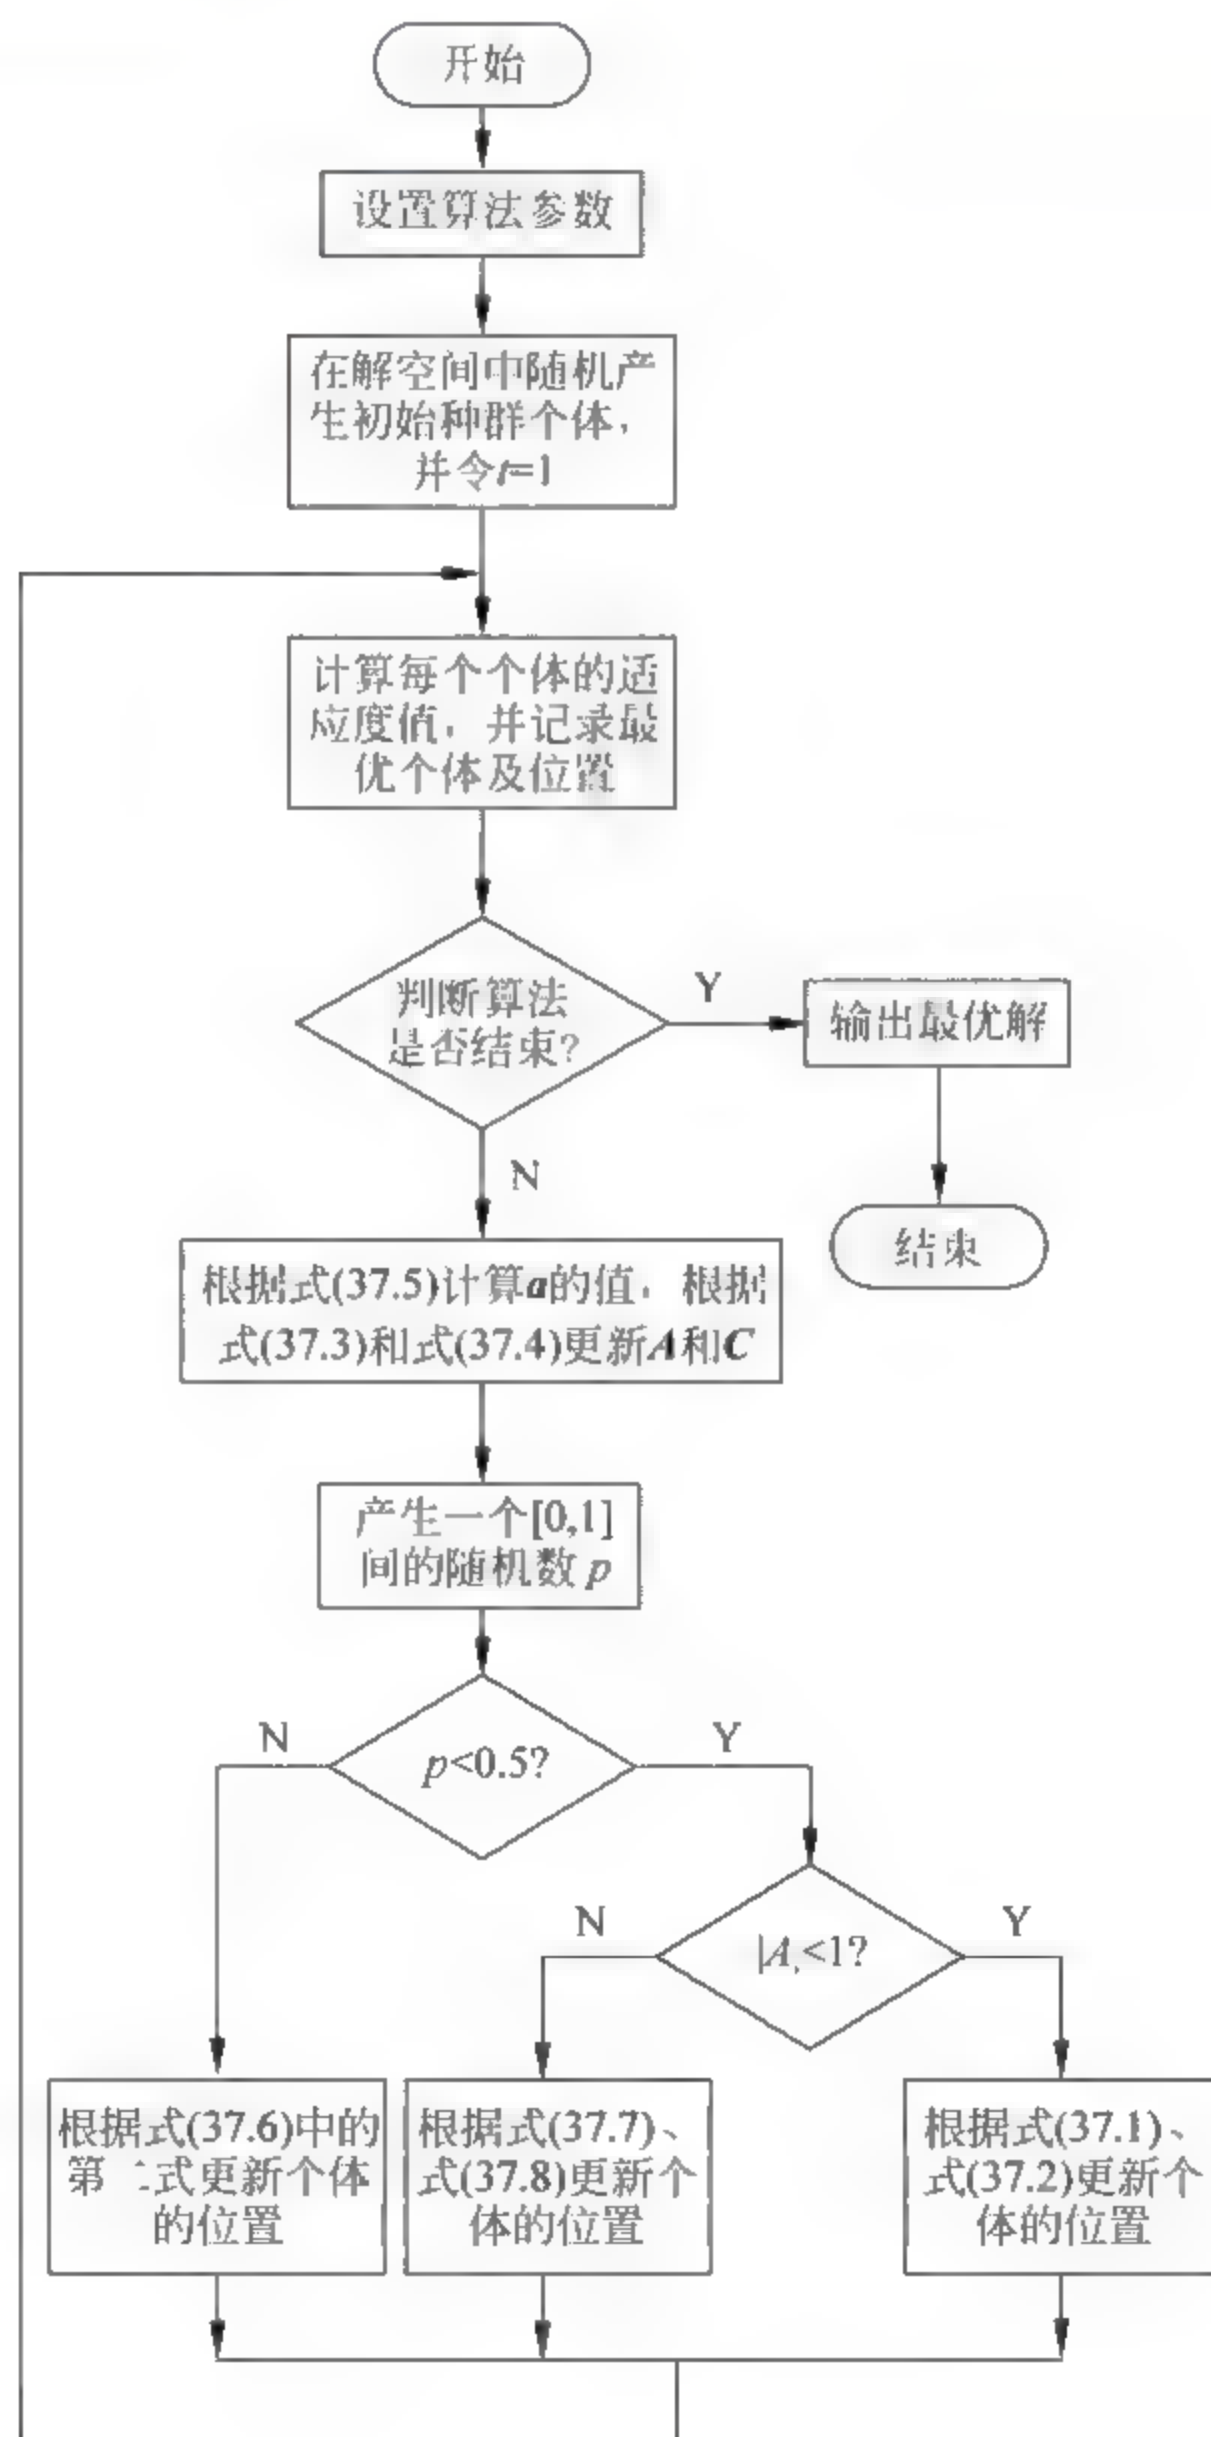 开始
设置算法参数
在解空间中随机产
生初始种群个体，
并令t=1
计算每个个体的适
应度值，并记录最
优个体及位置
判断算法
是否结束?
Y
输出最优解
N
结束
根据式(37.5)计算a的值，根据
式(37.3)和式(37.4)更新A和C
产生一个[0,1]
间的随机数p
N
p<0.5?
Y
N
|A|<1?
Y
根据式(37.6)中的
第二式更新个体
的位置
根据式(37.7)、
式(37.8)更新个
体的位置
根据式(37.1)、
式(37.2)更新个
体的位置